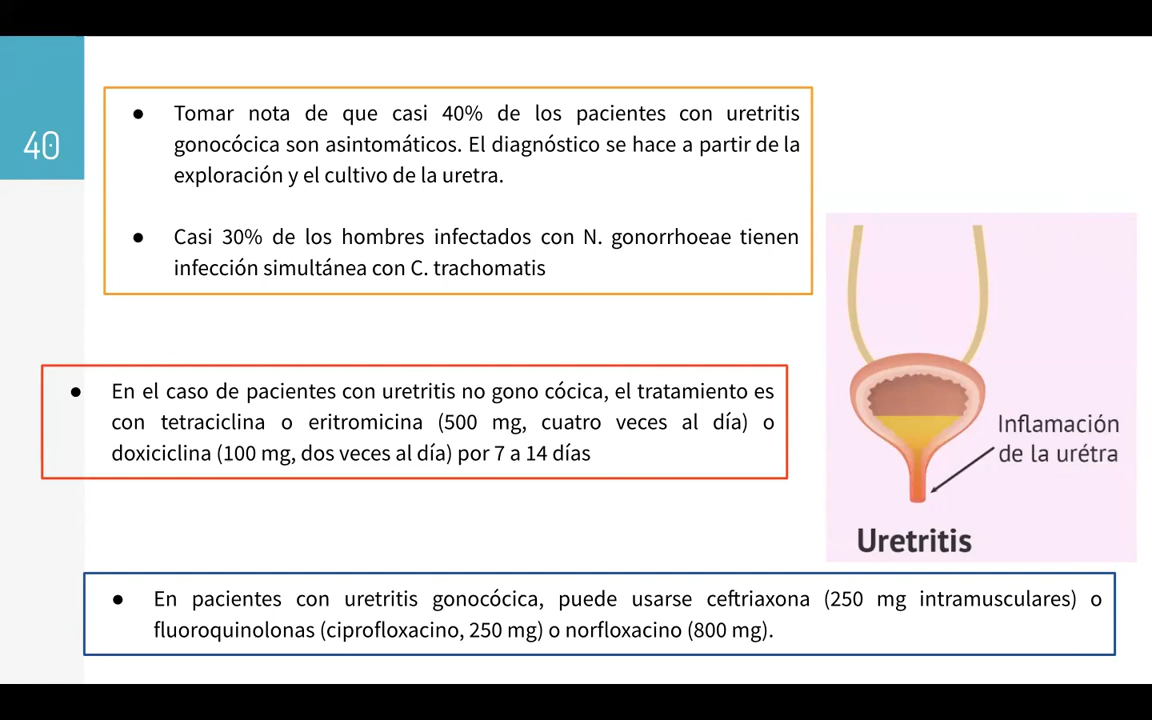 40
● Tomar nota de que casi 40% de los pacientes con uretritis
gonocócica son asintomáticos. El diagnóstico se hace a partir de la
exploración y el cultivo de la uretra.
● Casi 30% de los hombres infectados con N. gonorrhoeae tienen
infección simultánea con C. trachomatis
● En el caso de pacientes con uretritis no gono cócica, el tratamiento es
con tetraciclina o eritromicina (500 mg, cuatro veces al día) o
doxiciclina (100 mg, dos veces al día) por 7 a 14 días
Inflamación
de la urétra
Uretritis
● En pacientes con uretritis gonocócica, puede usarse ceftriaxona (250 mg intramusculares) o
fluoroquinolonas (ciprofloxacino, 250 mg) o norfloxacino (800 mg).